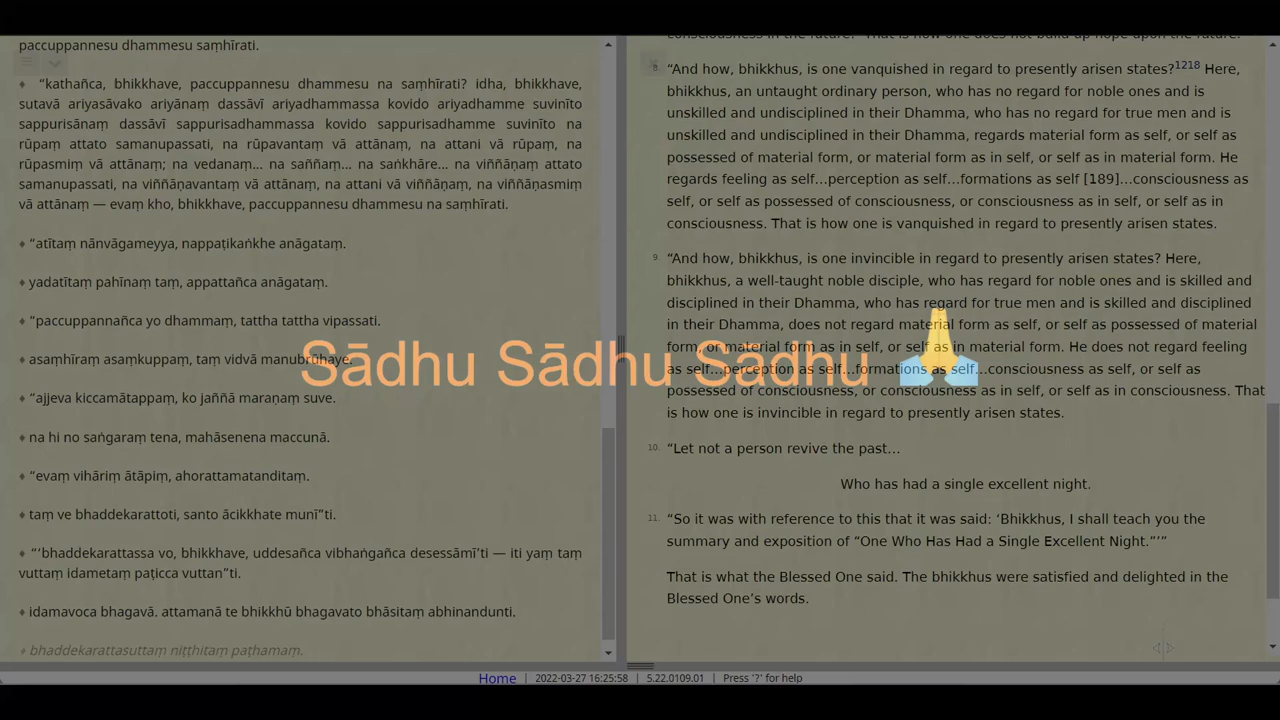 paccuppannesu dhammesu saṃhīrati.
♦ “kathañca, bhikkhave, paccuppannesu dhammesu na saṃhīrati? idha, bhikkhave,
sutavā ariyasāvako ariyānaṃ dassāvī ariyadhammassa kovido ariyadhamme suvinīto
sappurisānaṃ dassāvī sappurisadhammassa kovido sappurisadhamme suvinīto na
rūpaṃ attato samanupassati, na rūpavantaṃ vā attānaṃ, na attani vā rūpaṃ, na
rūpasmiṃ vā attānaṃ; na vedanaṃ... na saññaṃ... na saṅkhāre... na viññāṇaṃ attato
samanupassati, na viññāṇavantaṃ vā attānaṃ, na attani vā viññāṇaṃ, na viññāṇasmiṃ
vā attānaṃ — evaṃ kho, bhikkhave, paccuppannesu dhammesu na saṃhīrati.
♦ “atītaṃ nānvāgameyya, nappaṭikaṅkhe anāgataṃ.
♦ yadatītaṃ pahīnaṃ taṃ, appattañca anāgataṃ.
♦ “paccuppannañca yo dhammaṃ, tattha tattha vipassati.
♦ asaṃhīraṃ asaṃkuppaṃ, taṃ vidvā manubrūhaye.
♦ “ajjeva kiccamātappaṃ, ko jaññā maraṇaṃ suve.
♦ na hi no saṅgaraṃ tena, mahāsenena maccunā.
♦ “evaṃ vihāriṃ ātāpiṃ, ahorattamatanditaṃ.
♦ taṃ ve bhaddekarattoti, santo ācikkhate munī”ti.
♦ “‘bhaddekarattassa vo, bhikkhave, uddesañca vibhaṅgañca desessāmī’ti — iti yaṃ taṃ
vuttaṃ idametaṃ paṭicca vuttan”ti.
♦ idamavoca bhagavā. attamanā te bhikkhū bhagavato bhāsitaṃ abhinandunti.
♦ bhaddekarattasuttaṃ niṭṭhitaṃ paṭhamaṃ.
consciousness in the future.’ That is how one does not build up hope upon the future.
8. “And how, bhikkhus, is one vanquished in regard to presently arisen states?1218 Here,
bhikkhus, an untaught ordinary person, who has no regard for noble ones and is
unskilled and undisciplined in their Dhamma, who has no regard for true men and is
unskilled and undisciplined in their Dhamma, regards material form as self, or self as
possessed of material form, or material form as in self, or self as in material form. He
regards feeling as self…perception as self…formations as self [189]…consciousness as
self, or self as possessed of consciousness, or consciousness as in self, or self as in
consciousness. That is how one is vanquished in regard to presently arisen states.
9. “And how, bhikkhus, is one invincible in regard to presently arisen states? Here,
bhikkhus, a well-taught noble disciple, who has regard for noble ones and is skilled and
disciplined in their Dhamma, who has regard for true men and is skilled and disciplined
in their Dhamma, does not regard material form as self, or self as possessed of material
form, or material form as in self, or self as in material form. He does not regard feeling
as self…perception as self…formations as self…consciousness as self, or self as
possessed of consciousness, or consciousness as in self, or self as in consciousness. That
is how one is invincible in regard to presently arisen states.
10. “Let not a person revive the past…
Who has had a single excellent night.
11. “So it was with reference to this that it was said: ‘Bhikkhus, I shall teach you the
summary and exposition of “One Who Has Had a Single Excellent Night.”’”
That is what the Blessed One said. The bhikkhus were satisfied and delighted in the
Blessed One’s words.
Sādhu Sādhu Sādhu 🙏
Home | 2022-03-27 16:25:58 | 5.22.0109.01 | Press '?' for help